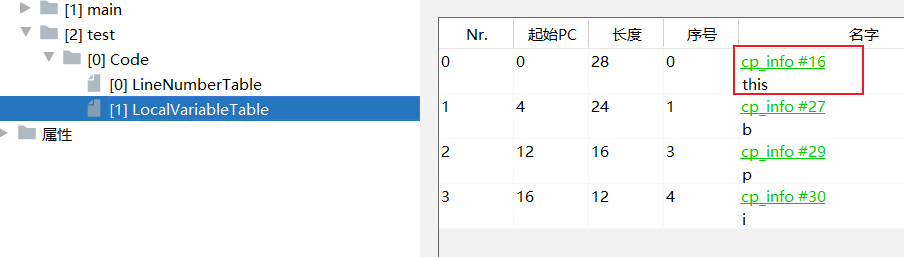 [1] main
[2] test
[0] Code
[0] LineNumberTable
[1] LocalVariableTable
属性
Nr. 起始PC 长度 序号 名字
0 0 28 0 cp_info #16
this
1 4 24 1 cp_info #27
b
2 12 16 3 cp_info #29
p
3 16 12 4 cp_info #30
i